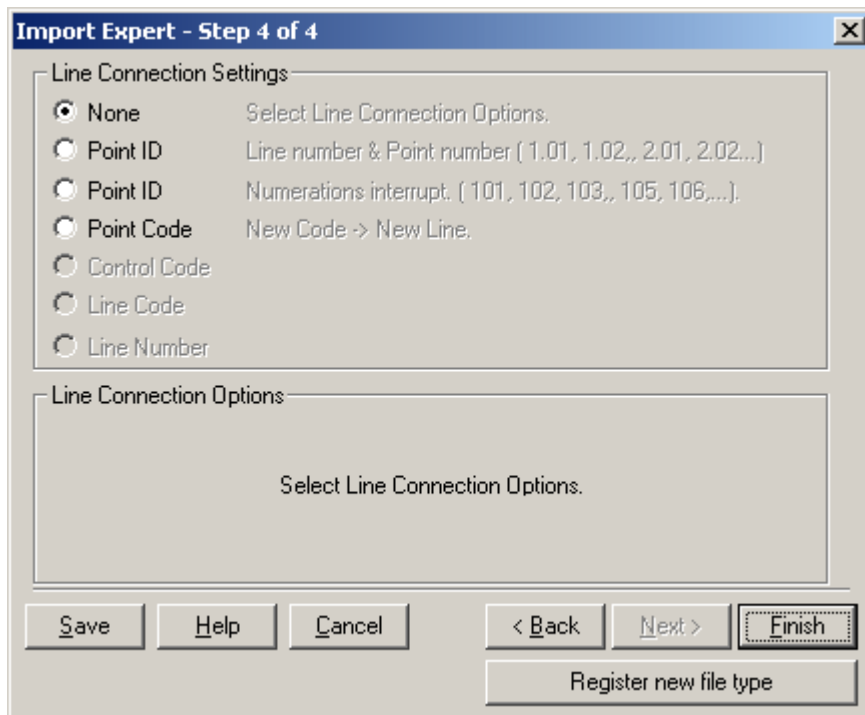 Import Expert - Step 4 of 4
Line Connection Settings
None Select Line Connection Options.
Point ID Line number & Point number ( 1.01, 1.02,, 2.01, 2.02...)
Point ID Numerations interrupt. ( 101, 102, 103,, 105, 106,...).
Point Code New Code -> New Line.
Control Code
Line Code
Line Number
Line Connection Options
Select Line Connection Options.
Save Help Cancel < Back Next > Finish
Register new file type